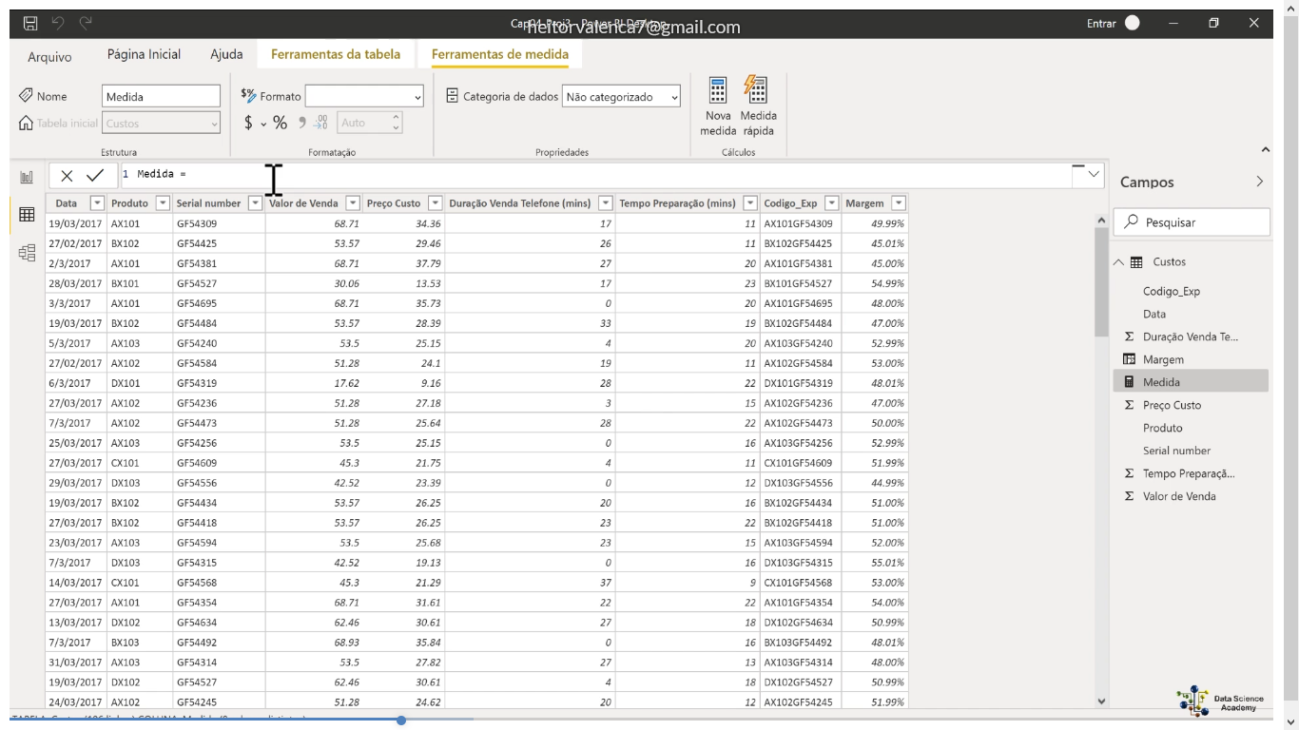 heitorvalenca7@gmail.com
Entrar
Arquivo Página Inicial Ajuda Ferramentas da tabela Ferramentas de medida
Nome Medida Formato Categoria de dados Não categorizado
Tabela inicial Custos $ % Auto
Nova medida Medida rápida
Estrutura Formatação Propriedades Cálculos
1 Medida =
Data Produto Serial number Valor de Venda Preço Custo Duração Venda Telefone (mins) Tempo Preparação (mins) Codigo_Exp Margem
19/03/2017 AX101 GF54309 68.71 34.36 17 11 AX101GF54309 49.99%
27/02/2017 BX102 GF54425 53.57 29.46 26 11 BX102GF54425 45.01%
2/3/2017 AX101 GF54381 68.71 37.79 27 20 AX101GF54381 45.00%
28/03/2017 BX101 GF54527 30.06 13.53 17 23 BX101GF54527 54.99%
3/3/2017 AX101 GF54695 68.71 35.73 0 20 AX101GF54695 48.00%
19/03/2017 BX102 GF54484 53.57 28.39 33 19 BX102GF54484 47.00%
5/3/2017 AX103 GF54240 53.5 25.15 4 20 AX103GF54240 52.99%
27/02/2017 AX102 GF54584 51.28 24.1 19 11 AX102GF54584 53.00%
6/3/2017 DX101 GF54319 17.62 9.16 28 22 DX101GF54319 48.01%
27/03/2017 AX102 GF54236 51.28 27.18 3 15 AX102GF54236 47.00%
7/3/2017 AX102 GF54473 51.28 25.64 28 22 AX102GF54473 50.00%
25/03/2017 AX103 GF54256 53.5 25.15 0 16 AX103GF54256 52.99%
27/03/2017 CX101 GF54609 45.3 21.75 4 11 CX101GF54609 51.99%
29/03/2017 DX103 GF54556 42.52 23.39 0 12 DX103GF54556 44.99%
19/03/2017 BX102 GF54434 53.57 26.25 20 16 BX102GF54434 51.00%
27/03/2017 BX102 GF54418 53.57 26.25 23 22 BX102GF54418 51.00%
23/03/2017 AX103 GF54594 53.5 25.68 23 15 AX103GF54594 52.00%
7/3/2017 DX103 GF54315 42.52 19.13 0 16 DX103GF54315 55.01%
14/03/2017 CX101 GF54568 45.3 21.29 37 9 CX101GF54568 53.00%
27/03/2017 AX101 GF54354 68.71 31.61 22 22 AX101GF54354 54.00%
13/03/2017 DX102 GF54634 62.46 30.61 27 18 DX102GF54634 50.99%
7/3/2017 BX103 GF54492 68.93 35.84 0 16 BX103GF54492 48.01%
31/03/2017 AX103 GF54314 53.5 27.82 27 13 AX103GF54314 48.00%
19/03/2017 DX102 GF54527 62.46 30.61 4 18 DX102GF54527 50.99%
24/03/2017 AX102 GF54245 51.28 24.62 20 12 AX102GF54245 51.99%
Campos
Pesquisar
Custos
Codigo_Exp
Data
Σ Duração Venda Te...
Margem
Medida
Σ Preço Custo
Produto
Serial number
Σ Tempo Preparaçã...
Σ Valor de Venda
Data Science
Academy